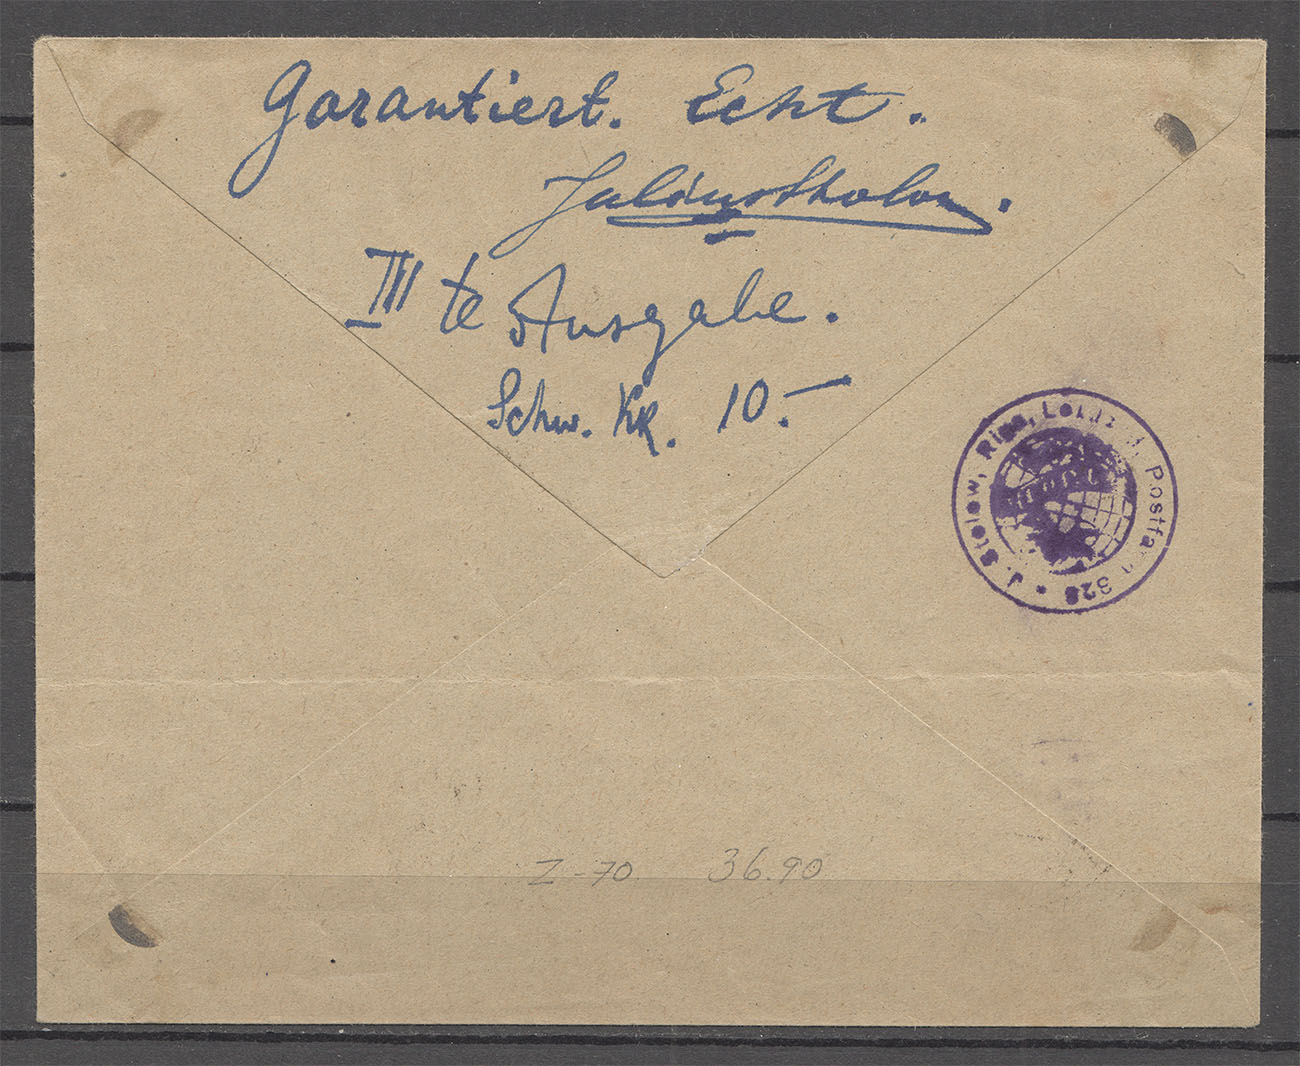 Garantiert. Echt.
III te Ausgabe.
Schw. Kr. 10.-
J. Stelow, Riga, Postfach 328 *
Z-70 36.90